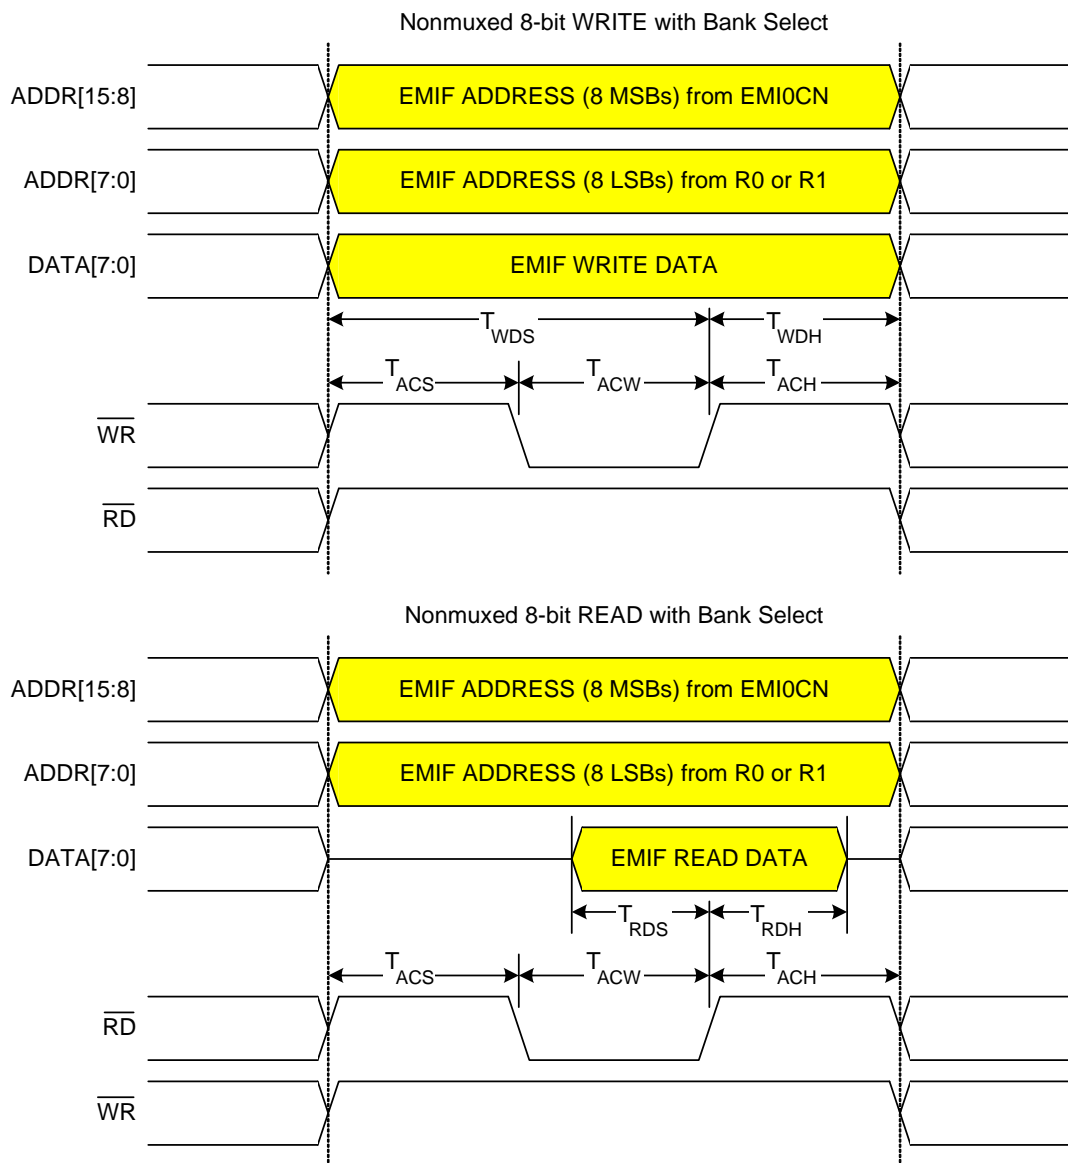 Nonmuxed 8-bit WRITE with Bank Select
ADDR[15:8]
EMIF ADDRESS (8 MSBs) from EMI0CN
ADDR[7:0]
EMIF ADDRESS (8 LSBs) from R0 or R1
DATA[7:0]
EMIF WRITE DATA
TWDS
TWDH
TACS
TACW
TACH
WR
RD
Nonmuxed 8-bit READ with Bank Select
ADDR[15:8]
EMIF ADDRESS (8 MSBs) from EMI0CN
ADDR[7:0]
EMIF ADDRESS (8 LSBs) from R0 or R1
DATA[7:0]
EMIF READ DATA
TRDS
TRDH
TACS
TACW
TACH
RD
WR